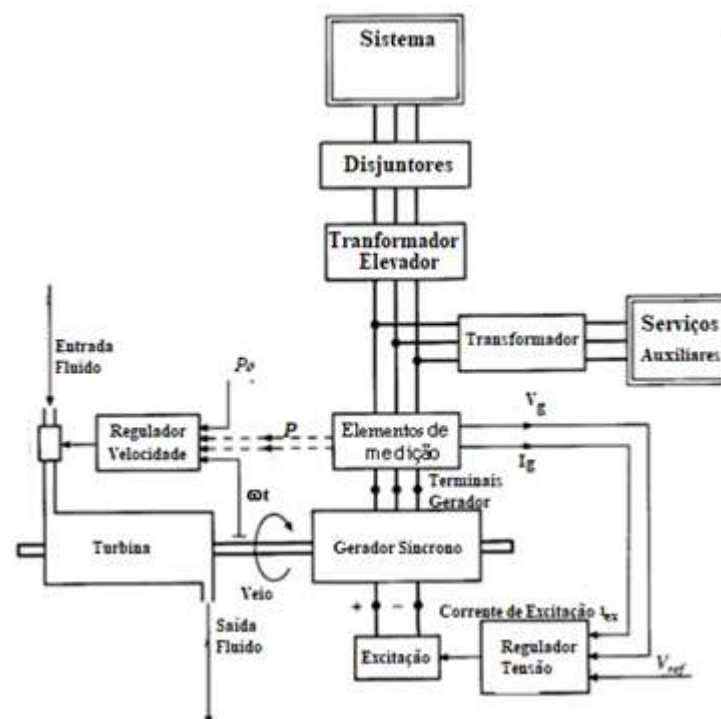 Sistema
Disjuntores
Tranformador
Elevador
Transformador
Serviços
Auxiliares
Entrada
Fluido
Po
Regulador
Velocidade
P
Elementos de
medição
Vg
Ig
Terminais
Gerador
ωt
Turbina
Veio
Gerador Síncrono
+
−
Corrente de Excitação iex
Saída
Fluido
Excitação
Regulador
Tensão
Vref